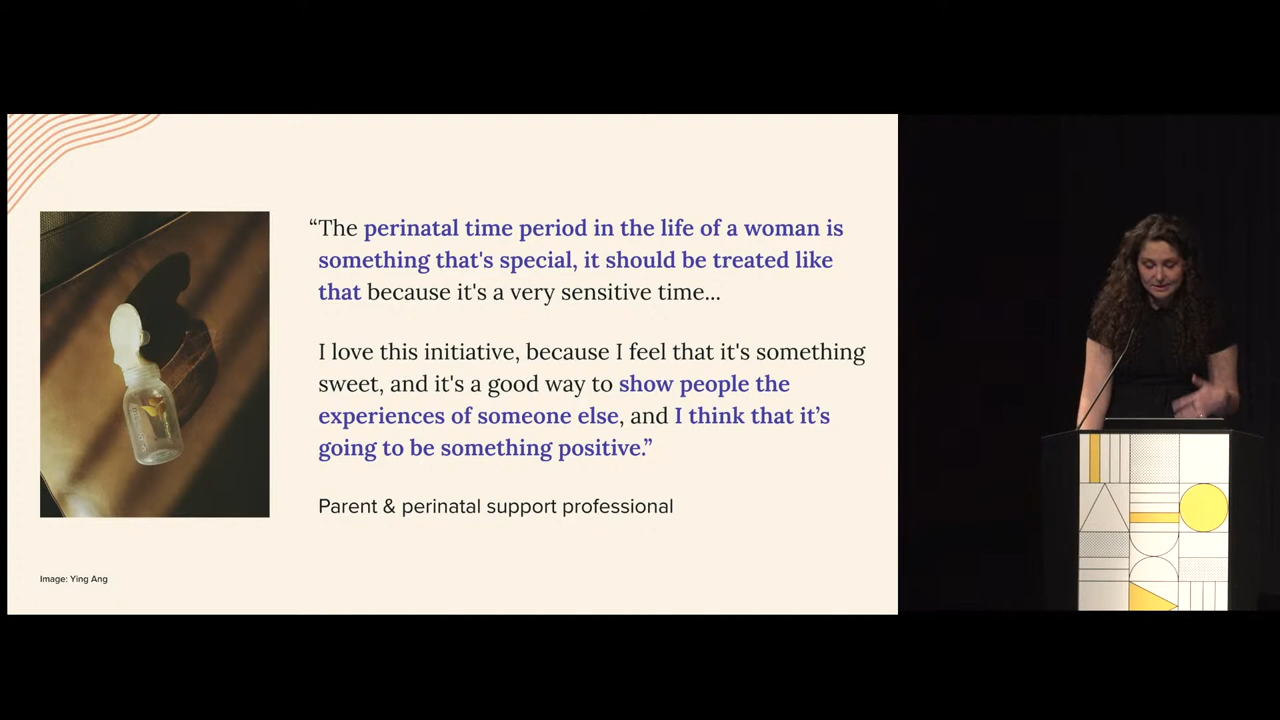 “The perinatal time period in the life of a woman is
something that's special, it should be treated like
that because it's a very sensitive time...
I love this initiative, because I feel that it's something
sweet, and it's a good way to show people the
experiences of someone else, and I think that it’s
going to be something positive.”
Parent & perinatal support professional
Image: Ying Ang